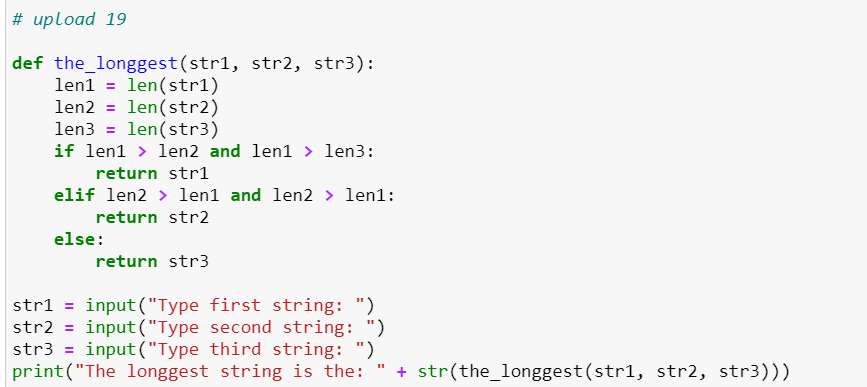 # upload 19
def the_longgest(str1, str2, str3):
    len1 = len(str1)
    len2 = len(str2)
    len3 = len(str3)
    if len1 > len2 and len1 > len3:
        return str1
    elif len2 > len1 and len2 > len1:
        return str2
    else:
        return str3
str1 = input("Type first string: ")
str2 = input("Type second string: ")
str3 = input("Type third string: ")
print("The longgest string is the: " + str(the_longgest(str1, str2, str3)))